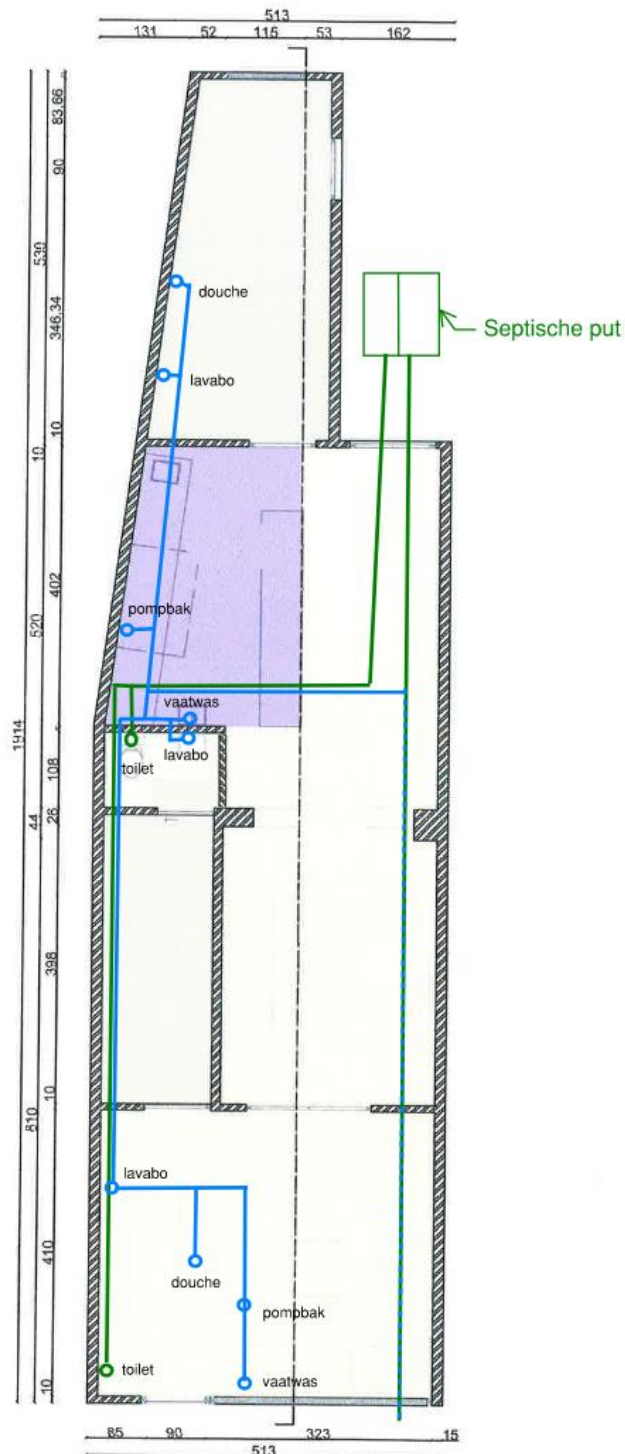 513
131 52 115 53 162
83.66
90
530
346.34
douche
Septische put
lavabo
10
10
402
520
pompbak
vaatwas
1914
toilet
lavabo
108
44
26
398
10
810
lavabo
410
douche
pompbak
toilet
vaatwas
10
85 90 323 15
513